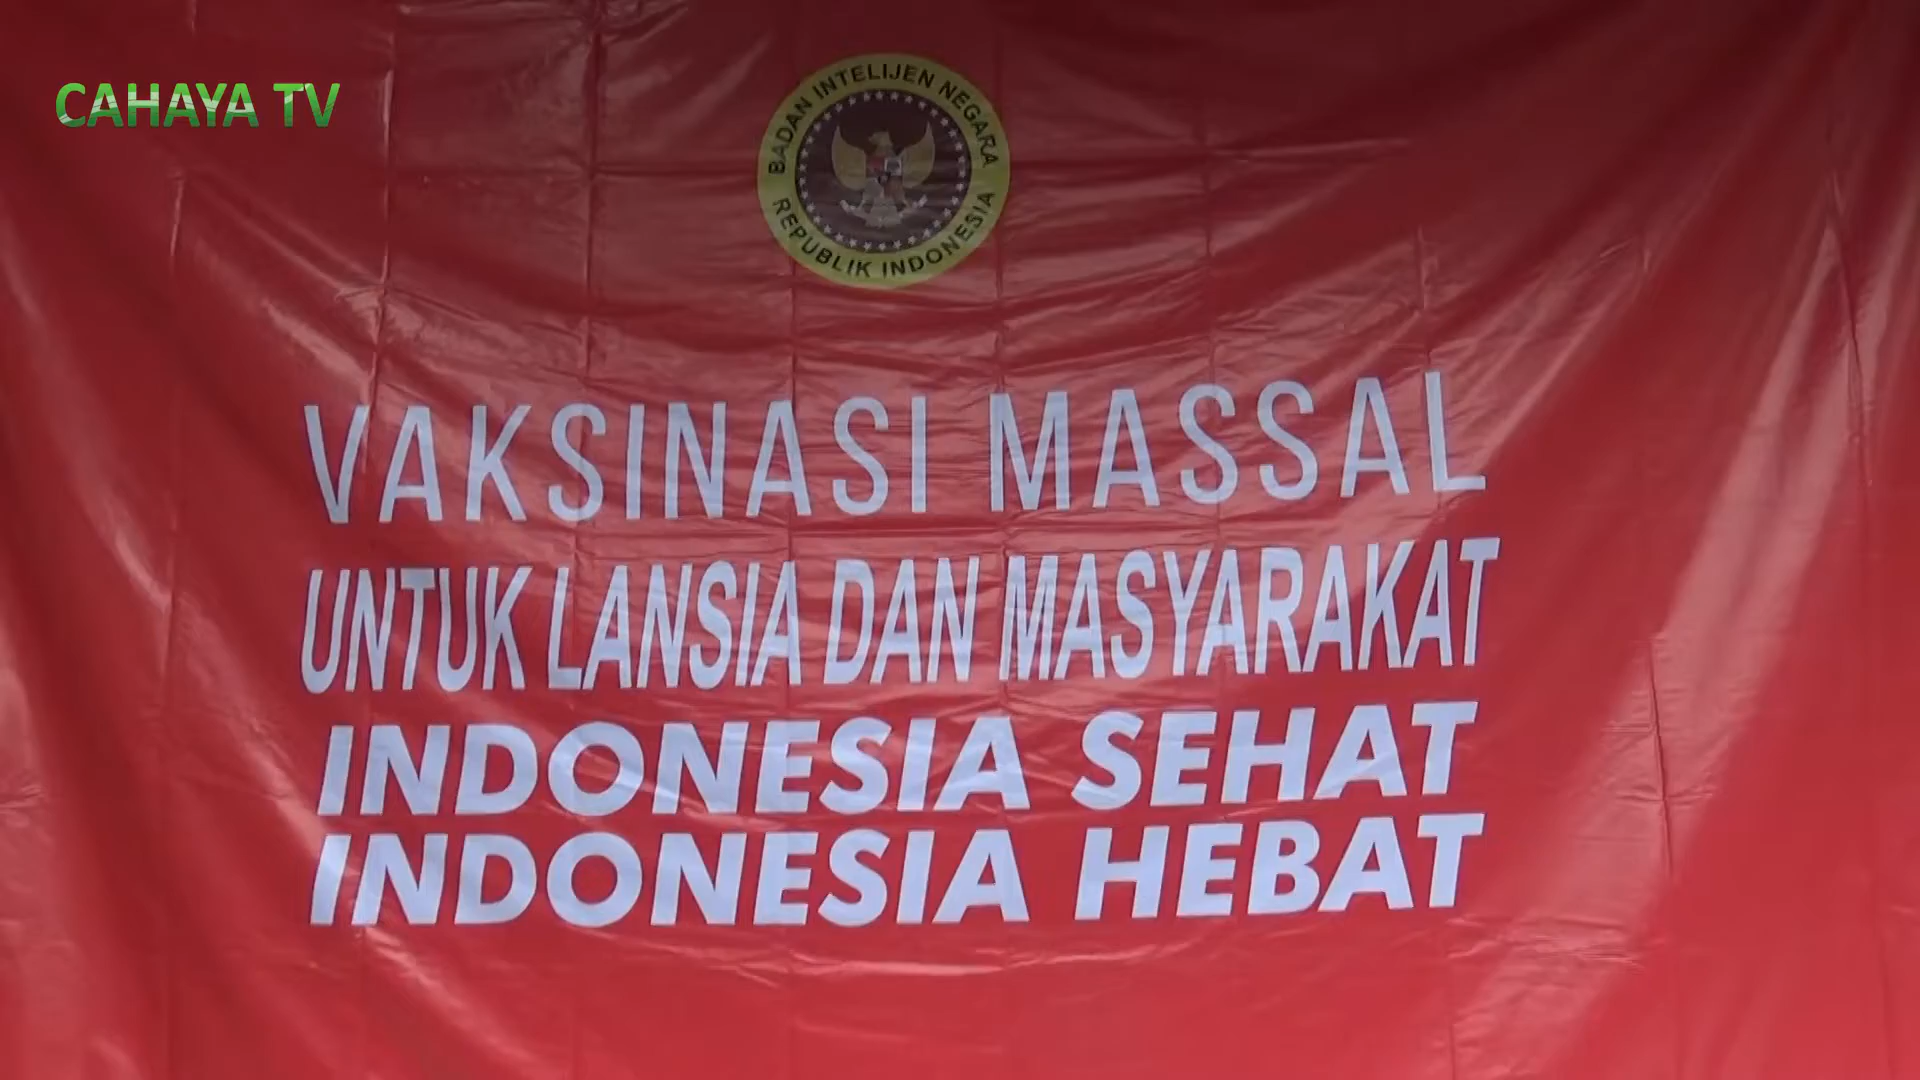 CAHAYA TV
BADAN INTELIJEN NEGARA
REPUBLIK INDONESIA
VAKSINASI MASSAL
UNTUK LANSIA DAN MASYARAKAT
INDONESIA SEHAT
INDONESIA HEBAT